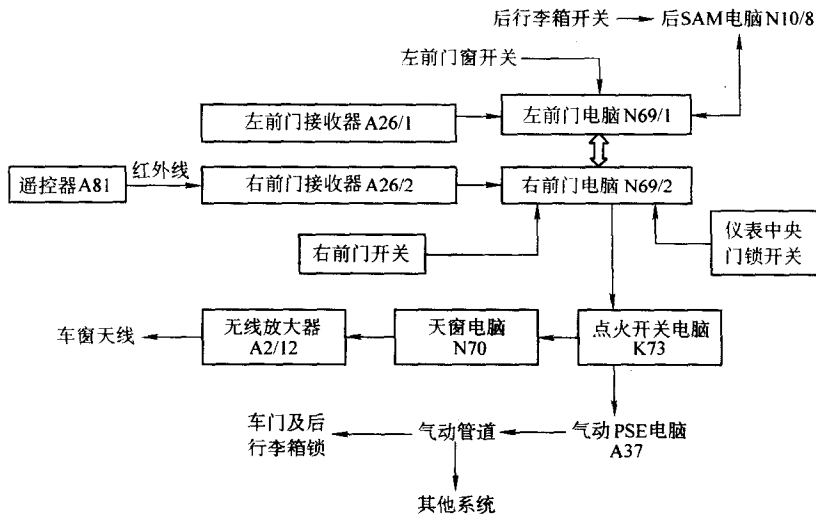 后行李箱开关
后SAM电脑N10/8
左前门窗开关
左前门接收器A26/1
左前门电脑N69/1
遥控器A81
红外线
右前门接收器A26/2
右前门电脑N69/2
右前门开关
仪表中央
门锁开关
车窗天线
无线放大器
A2/12
天窗电脑
N70
点火开关电脑
K73
车门及后
行李箱锁
气动管道
气动PSE电脑
A37
其他系统